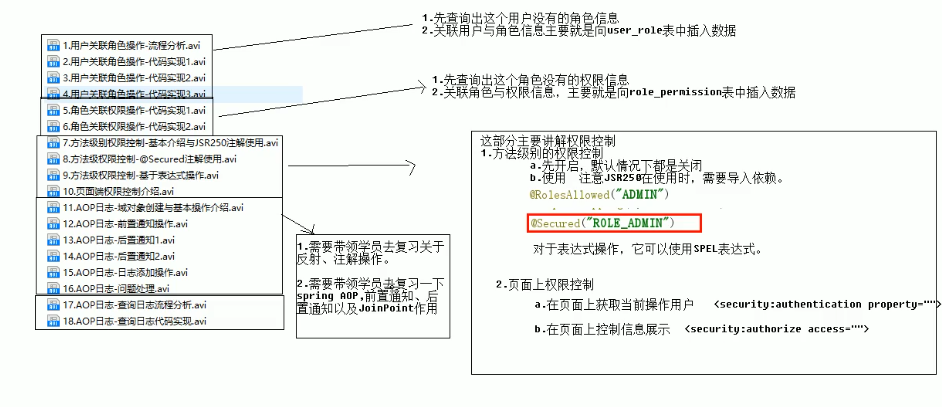 1.用户关联角色操作-流程分析.avi
2.用户关联角色操作-代码实现1.avi
3.用户关联角色操作-代码实现2.avi
4.用户关联角色操作-代码实现3.avi
5.角色关联权限操作-代码实现1.avi
6.角色关联权限操作-代码实现2.avi
7.方法级别权限控制-基本介绍与JSR250注解使用.avi
8.方法级权限控制-@Secured注解使用.avi
9.方法级权限控制-基于表达式操作.avi
10.页面端权限控制介绍.avi
11.AOP日志-域对象创建与基本操作介绍.avi
12.AOP日志-前置通知操作.avi
13.AOP日志-后置通知1.avi
14.AOP日志-后置通知2.avi
15.AOP日志-日志添加操作.avi
16.AOP日志-问题处理.avi
17.AOP日志-查询日志流程分析.avi
18.AOP日志-查询日志代码实现.avi
1.先查询出这个用户没有的角色信息
2.关联用户与角色信息主要就是向user_role表中插入数据
1.先查询出这个角色没有的权限信息
2.关联角色与权限信息，主要就是向role_permission表中插入数据
1.需要带领学员去复习关于
反射、注解操作。
2.需要带领学员去复习一下
spring AOP,前置通知、后
置通知以及JoinPoint作用
这部分主要讲解权限控制
1.方法级别的权限控制
a.先开启，默认情况下都是关闭
b.使用 注意JSR250在使用时，需要导入依赖。
@RolesAllowed("ADMIN")
@Secured("ROLE_ADMIN")
对于表达式操作，它可以使用SPEL表达式。
2.页面上权限控制
a.在页面上获取当前操作用户 <security:authentication property="">
b.在页面上控制信息展示 <security:authorize access="">